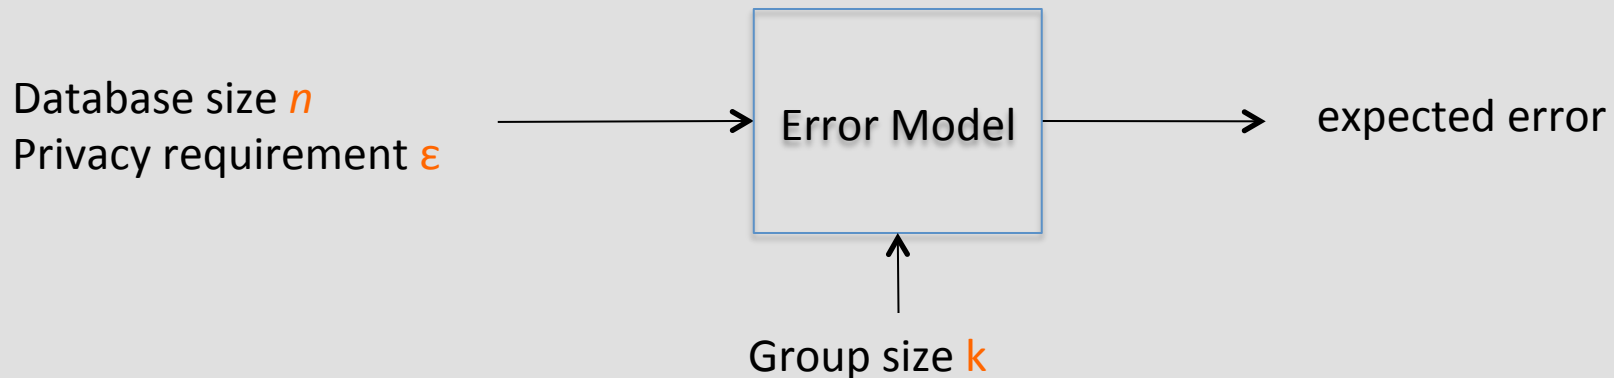 Database size n
Privacy requirement ε
Error Model
expected error
Group size k